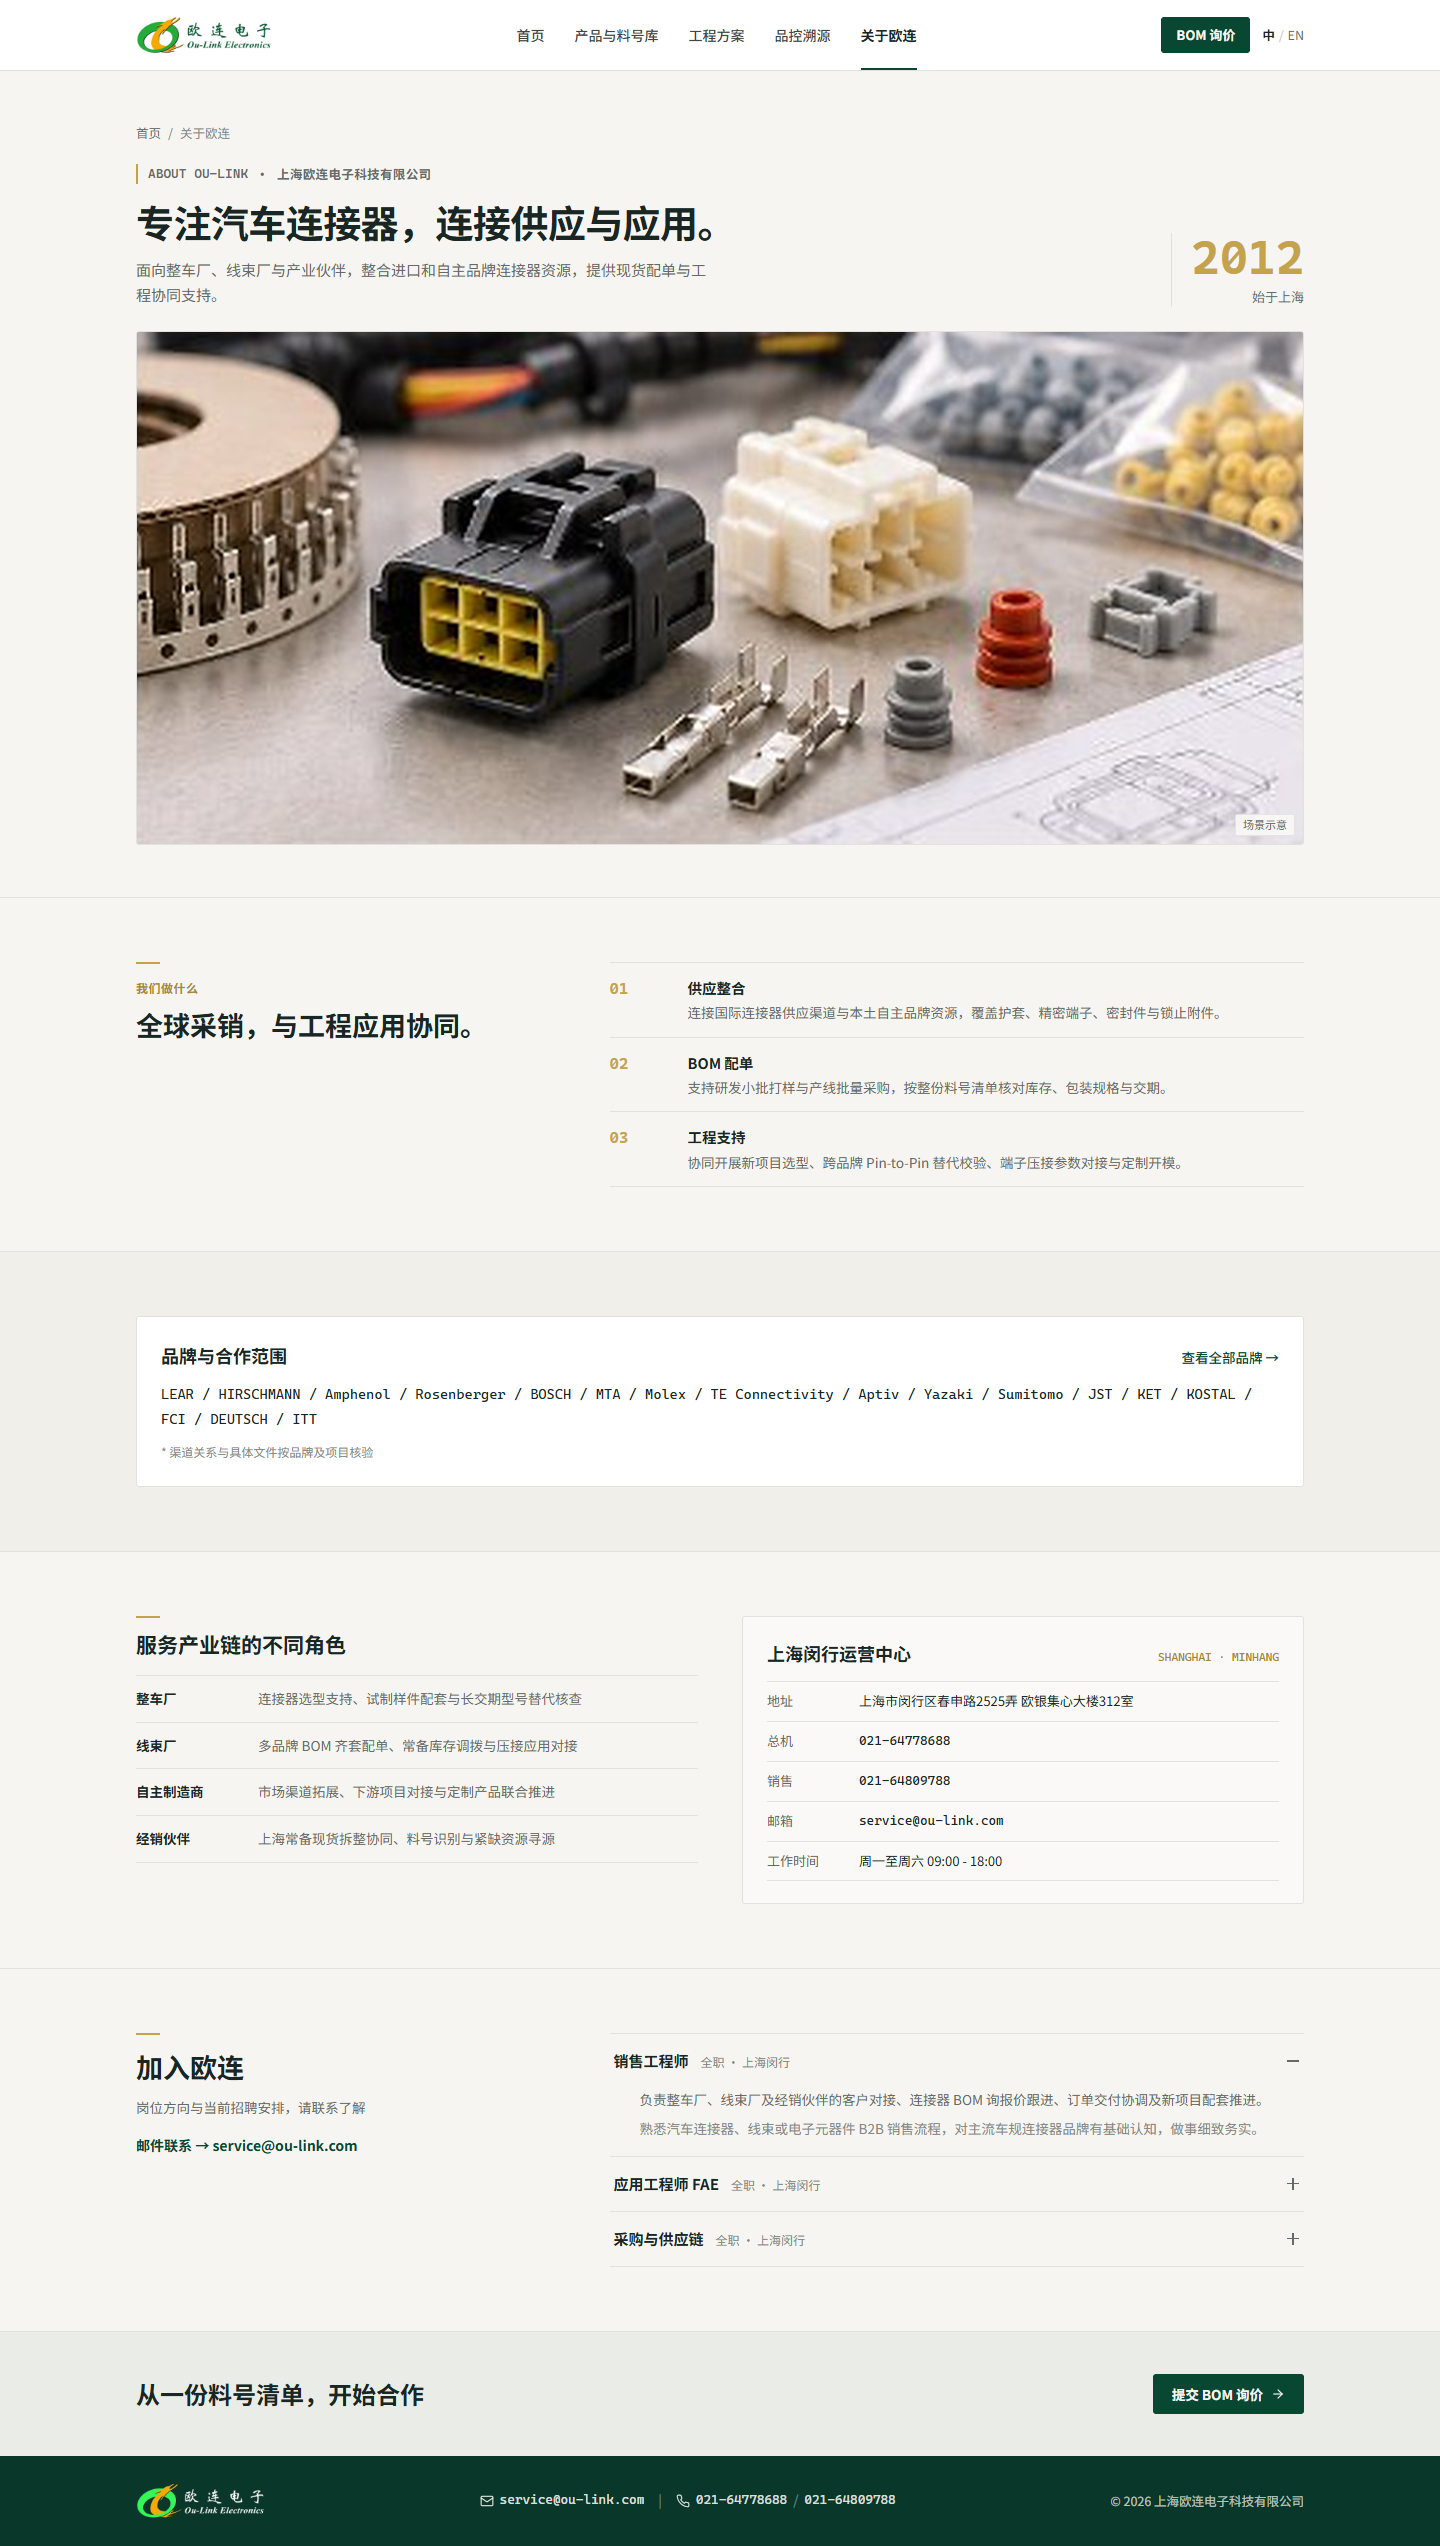 欧连电子
Ou-Link Electronics
首页
产品与料号库
工程方案
品控溯源
关于欧连
BOM 询价
中 / EN
首页 / 关于欧连
ABOUT OU-LINK • 上海欧连电子科技有限公司
专注汽车连接器，连接供应与应用。
面向整车厂、线束厂与产业伙伴，整合进口和自主品牌连接器资源，提供现货配单与工
程协同支持。
2012
始于上海
场景示意
我们做什么
全球采销，与工程应用协同。
01
供应整合
连接国际连接器供应渠道与本土自主品牌资源，覆盖护套、精密端子、密封件与锁止附件。
02
BOM 配单
支持研发小批打样与产线批量采购，按整份料号清单核对库存、包装规格与交期。
03
工程支持
协同开展新项目选型、跨品牌 Pin-to-Pin 替代校验、端子压接参数对接与定制开模。
品牌与合作范围
查看全部品牌 →
LEAR / HIRSCHMANN / Amphenol / Rosenberger / BOSCH / MTA / Molex / TE Connectivity / Aptiv / Yazaki / Sumitomo / JST / KET / KOSTAL /
FCI / DEUTSCH / ITT
* 渠道关系与具体文件按品牌及项目核验
服务产业链的不同角色
整车厂 连接器选型支持、试制样件配套与长交期型号替代核查
线束厂 多品牌 BOM 齐套配单、常备库存调拨与压接应用对接
自主制造商 市场渠道拓展、下游项目对接与定制产品联合推进
经销伙伴 上海常备现货拆整协同、料号识别与紧缺资源寻源
上海闵行运营中心
SHANGHAI · MINHANG
地址 上海市闵行区春申路2525弄 欧银集心大楼312室
总机 021-64778688
销售 021-64809788
邮箱 service@ou-link.com
工作时间 周一至周六 09:00 - 18:00
加入欧连
岗位方向与当前招聘安排，请联系了解
邮件联系 → service@ou-link.com
销售工程师 全职 • 上海闵行
负责整车厂、线束厂及经销伙伴的客户对接、连接器 BOM 询报价跟进、订单交付协调及新项目配套推进。
熟悉汽车连接器、线束或电子元器件 B2B 销售流程，对主流车规连接器品牌有基础认知，做事细致务实。
应用工程师 FAE 全职 • 上海闵行
采购与供应链 全职 • 上海闵行
从一份料号清单，开始合作
提交 BOM 询价 →
欧连电子
Ou-Link Electronics
service@ou-link.com | 021-64778688 / 021-64809788
© 2026 上海欧连电子科技有限公司